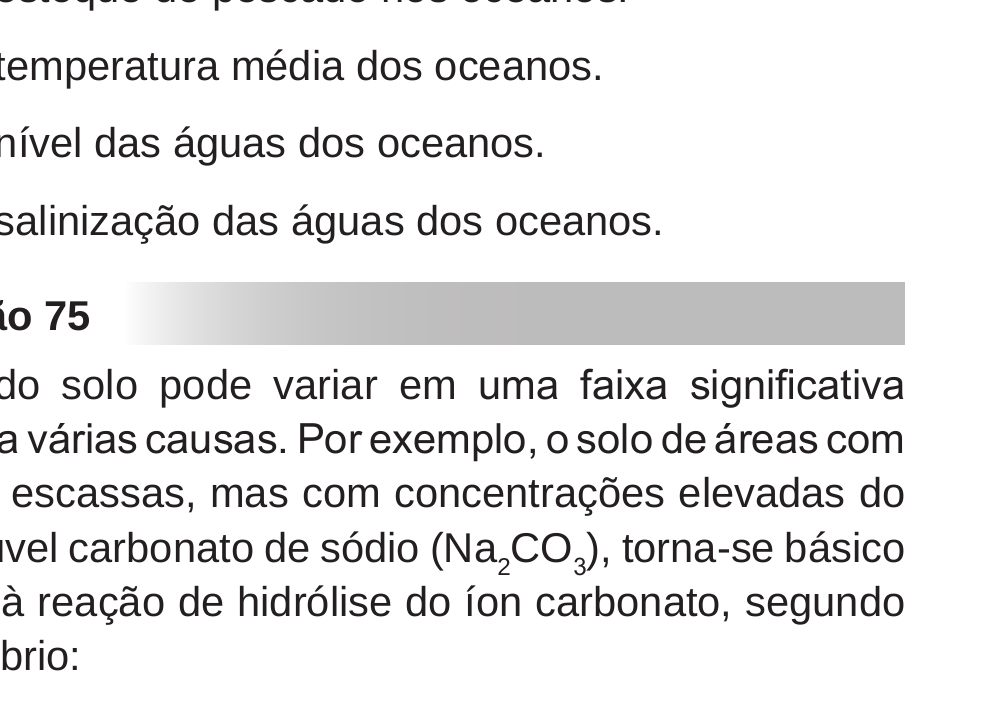 temperatura média dos oceanos.
nível das águas dos oceanos.
salinização das águas dos oceanos.
ão 75
do solo pode variar em uma faixa significativa
a várias causas. Por exemplo, o solo de áreas com
escassas, mas com concentrações elevadas do
úvel carbonato de sódio (Na₂CO₃), torna-se básico
à reação de hidrólise do íon carbonato, segundo
brio: